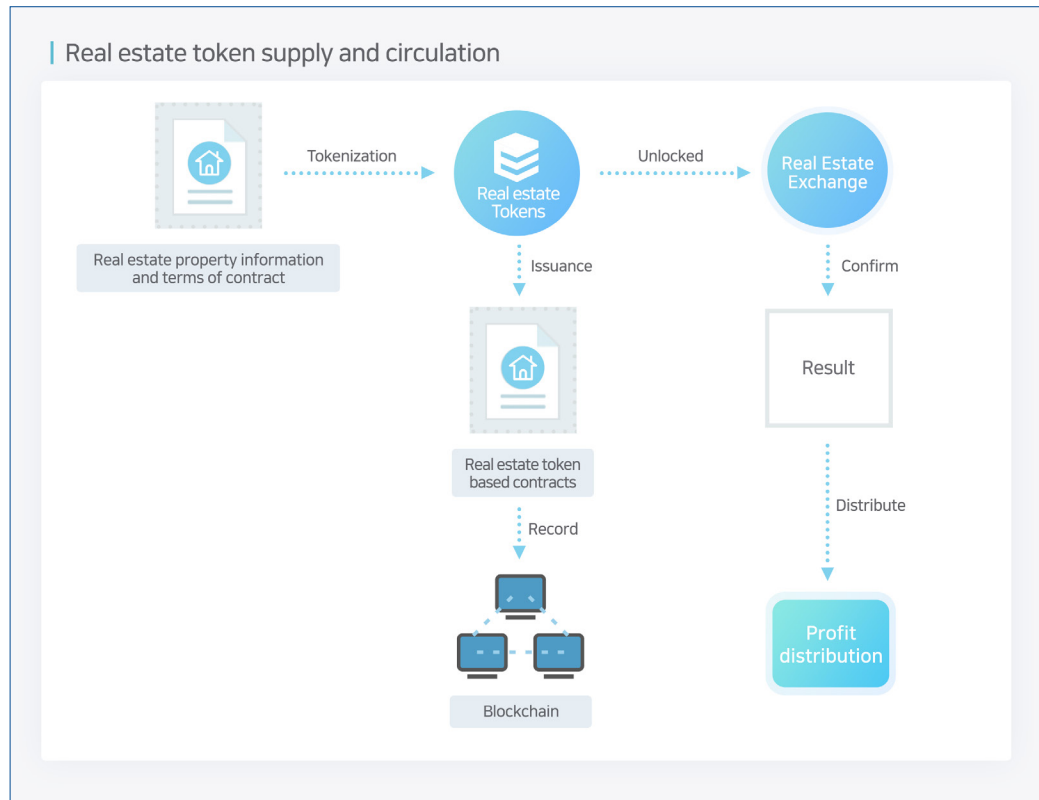 Real estate token supply and circulation
Tokenization
Real estate
Tokens
Unlocked
Real Estate
Exchange
Real estate property information
and terms of contract
Issuance
Confirm
Result
Real estate token
based contracts
Distribute
Record
Profit
distribution
Blockchain